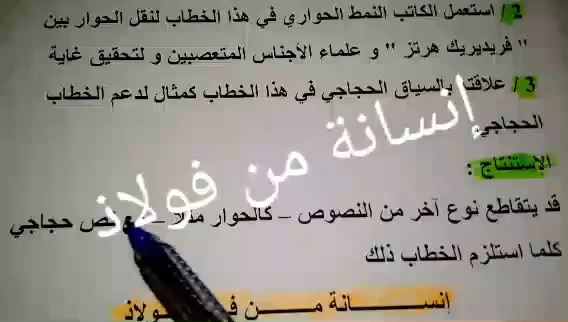 2 / استعمل الكاتب النمط الحواري في هذا الخطاب لنقل الحوار بين
" فريديريك هرتز " و علماء الأجناس المتعصبين و لتحقيق غاية
3 / علاقته بالسياق الحجاجي في هذا الخطاب كمثال لدعم الخطاب
الحجاجي
إنسانة من فولاذ
الإستنتاج :
قد يتقاطع نوع آخر من النصوص – كالحوار مثلا – نص حجاجي
كلما استلزم الخطاب ذلك
إنسانة من فولاذ